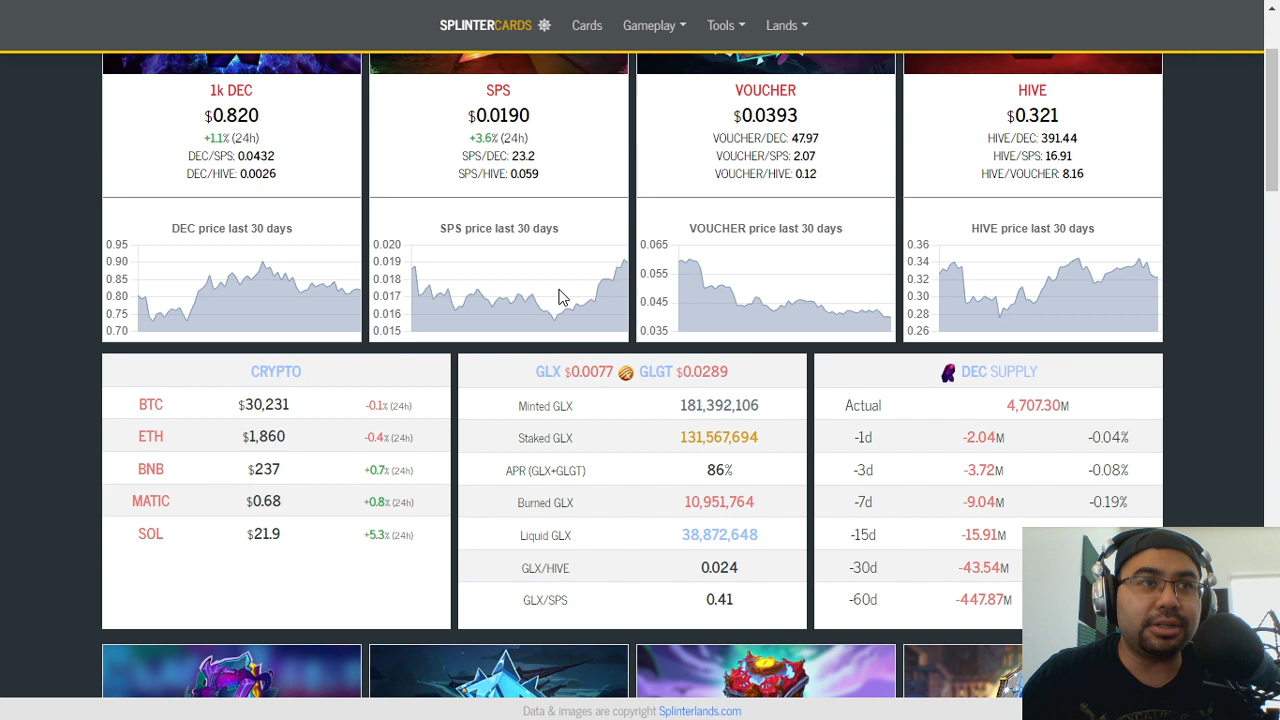 SPLINTERCARDS Cards Gameplay Tools Lands
1k DEC
$0.820
+1.1% (24h)
DEC/SPS: 0.0432
DEC/HIVE: 0.0026
SPS
$0.0190
+3.6% (24h)
SPS/DEC: 23.2
SPS/HIVE: 0.059
VOUCHER
$0.0393
VOUCHER/DEC: 47.97
VOUCHER/SPS: 2.07
VOUCHER/HIVE: 0.12
HIVE
$0.321
HIVE/DEC: 391.44
HIVE/SPS: 16.91
HIVE/VOUCHER: 8.16
DEC price last 30 days
0.95
0.90
0.85
0.80
0.75
0.70
SPS price last 30 days
0.020
0.019
0.018
0.017
0.016
0.015
VOUCHER price last 30 days
0.065
0.055
0.045
0.035
HIVE price last 30 days
0.36
0.34
0.32
0.30
0.28
0.26
CRYPTO
BTC $30,231 -0.1% (24h)
ETH $1,860 -0.4% (24h)
BNB $237 +0.7% (24h)
MATIC $0.68 +0.8% (24h)
SOL $21.9 +5.3% (24h)
GLX $0.0077 GLGT $0.0289
Minted GLX 181,392,106
Staked GLX 131,567,694
APR (GLX+GLGT) 86%
Burned GLX 10,951,764
Liquid GLX 38,872,648
GLX/HIVE 0.024
GLX/SPS 0.41
DEC SUPPLY
Actual 4,707.30M
-1d -2.04M -0.04%
-3d -3.72M -0.08%
-7d -9.04M -0.19%
-15d -15.91M
-30d -43.54M
-60d -447.87M
Data & images are copyright Splinterlands.com